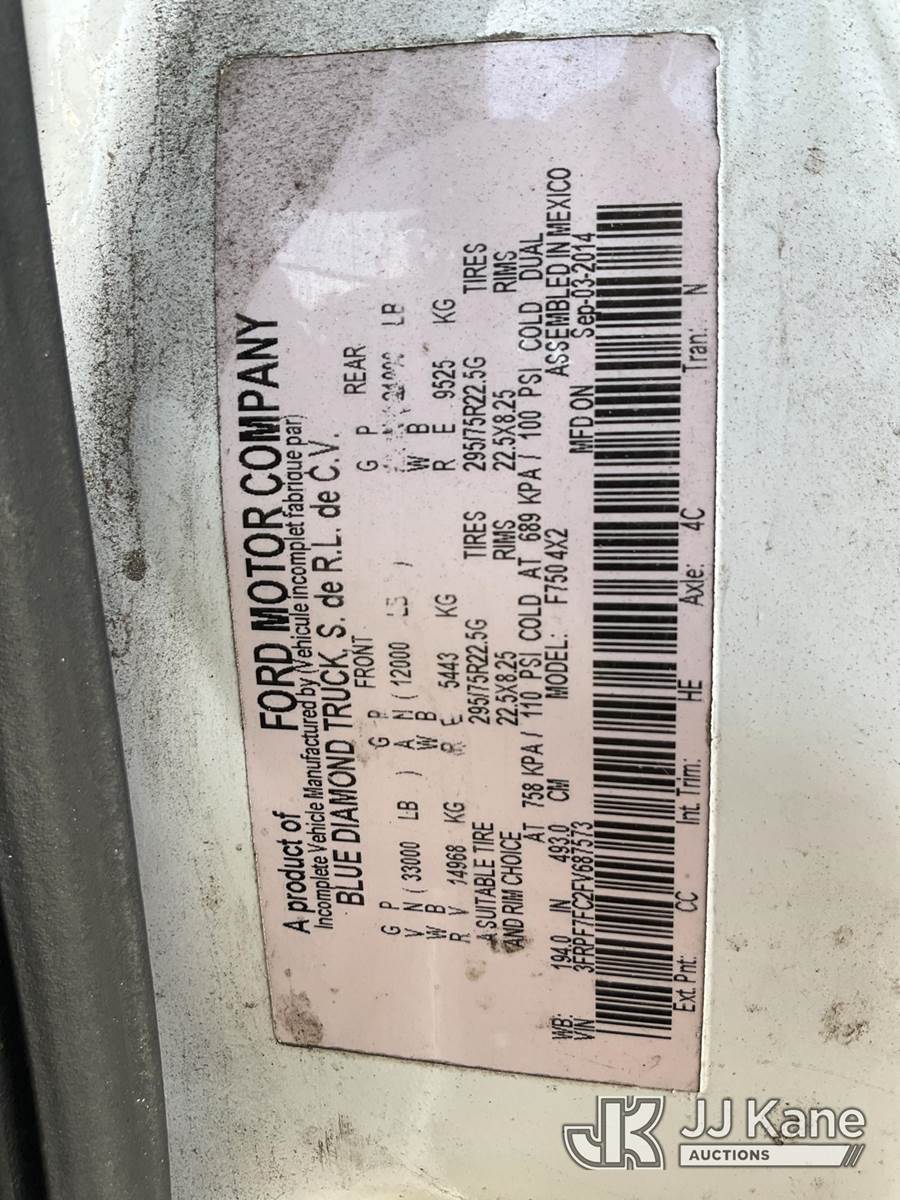 A product of FORD MOTOR COMPANY
Incomplete Vehicle Manufactured by (Vehicule incomplet fabrique par)
BLUE DIAMOND TRUCK, S. de R.L. de C.V.
FRONT REAR
G P G P G P
V N ( 33000 LB ) A N ( 12000 LB ) LB
W B W B W B
R V 14968 KG R E 5443 KG R E 9525 KG
A SUITABLE TIRE 295/75R22.5G TIRES 295/75R22.5G TIRES
AND RIM CHOICE 22.5X8.25 RIMS 22.5X8.25 RIMS
AT 758 KPA / 110 PSI COLD AT 689 KPA / 100 PSI COLD DUAL
WB: 194.0 IN 493.0 CM MODEL: F750 4X2 ASSEMBLED IN MEXICO
VIN 3FRPF7FC2FV687573 MFD ON Sep-03-2014
Ext. Pnt: CC Int. Trim: HE Axle: 4C Tran: N
JK JJ Kane
AUCTIONS